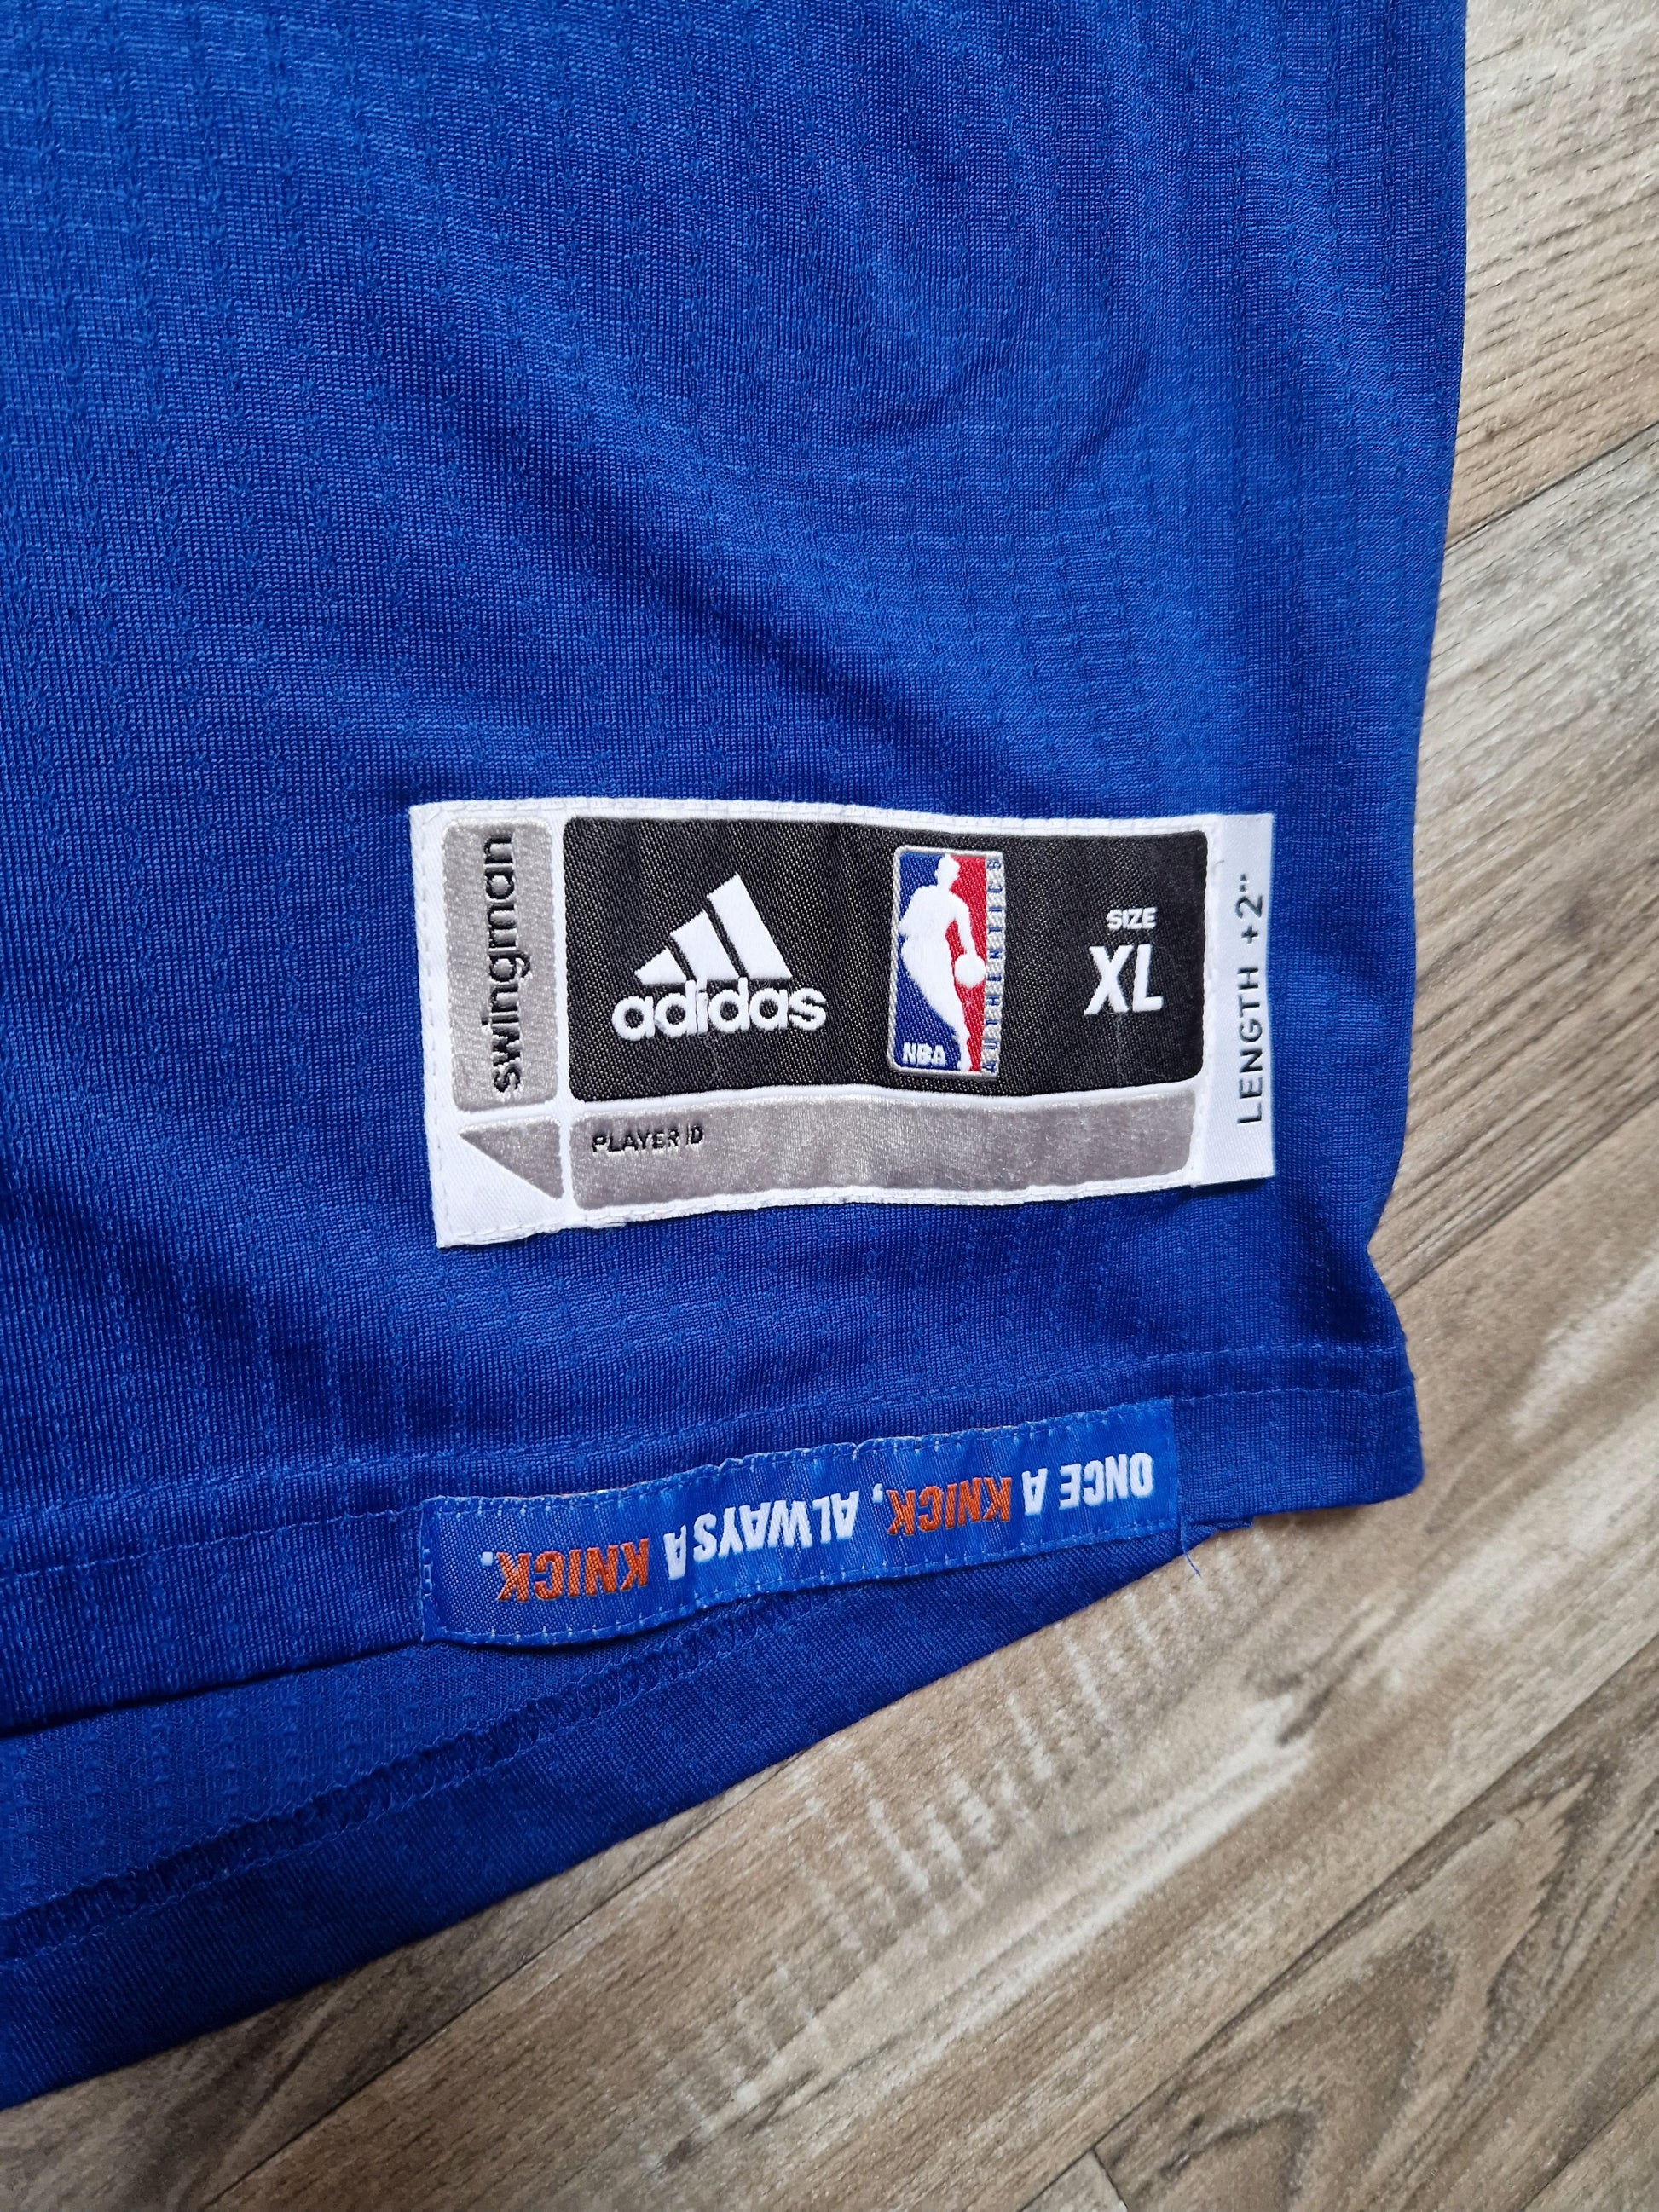 swingman
adidas
NBA
AUTHENTICS
SIZE
XL
LENGTH +2"
PLAYER ID
ONCE A KNICK, ALWAYS A KNICK.